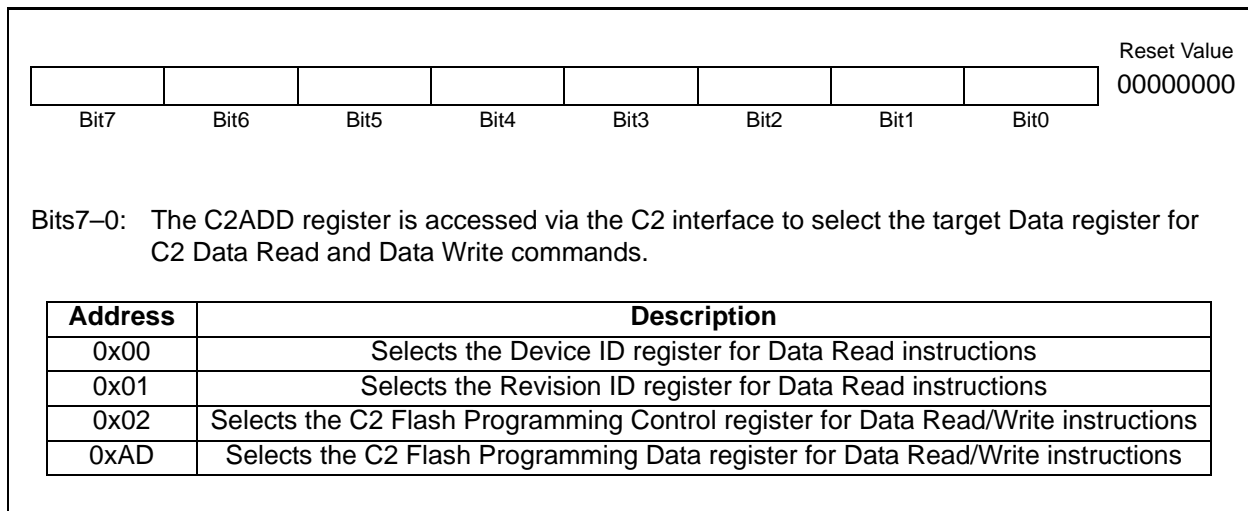 Reset Value
00000000
Bit7 Bit6 Bit5 Bit4 Bit3 Bit2 Bit1 Bit0
Bits7–0: The C2ADD register is accessed via the C2 interface to select the target Data register for
C2 Data Read and Data Write commands.
Address Description
0x00 Selects the Device ID register for Data Read instructions
0x01 Selects the Revision ID register for Data Read instructions
0x02 Selects the C2 Flash Programming Control register for Data Read/Write instructions
0xAD Selects the C2 Flash Programming Data register for Data Read/Write instructions